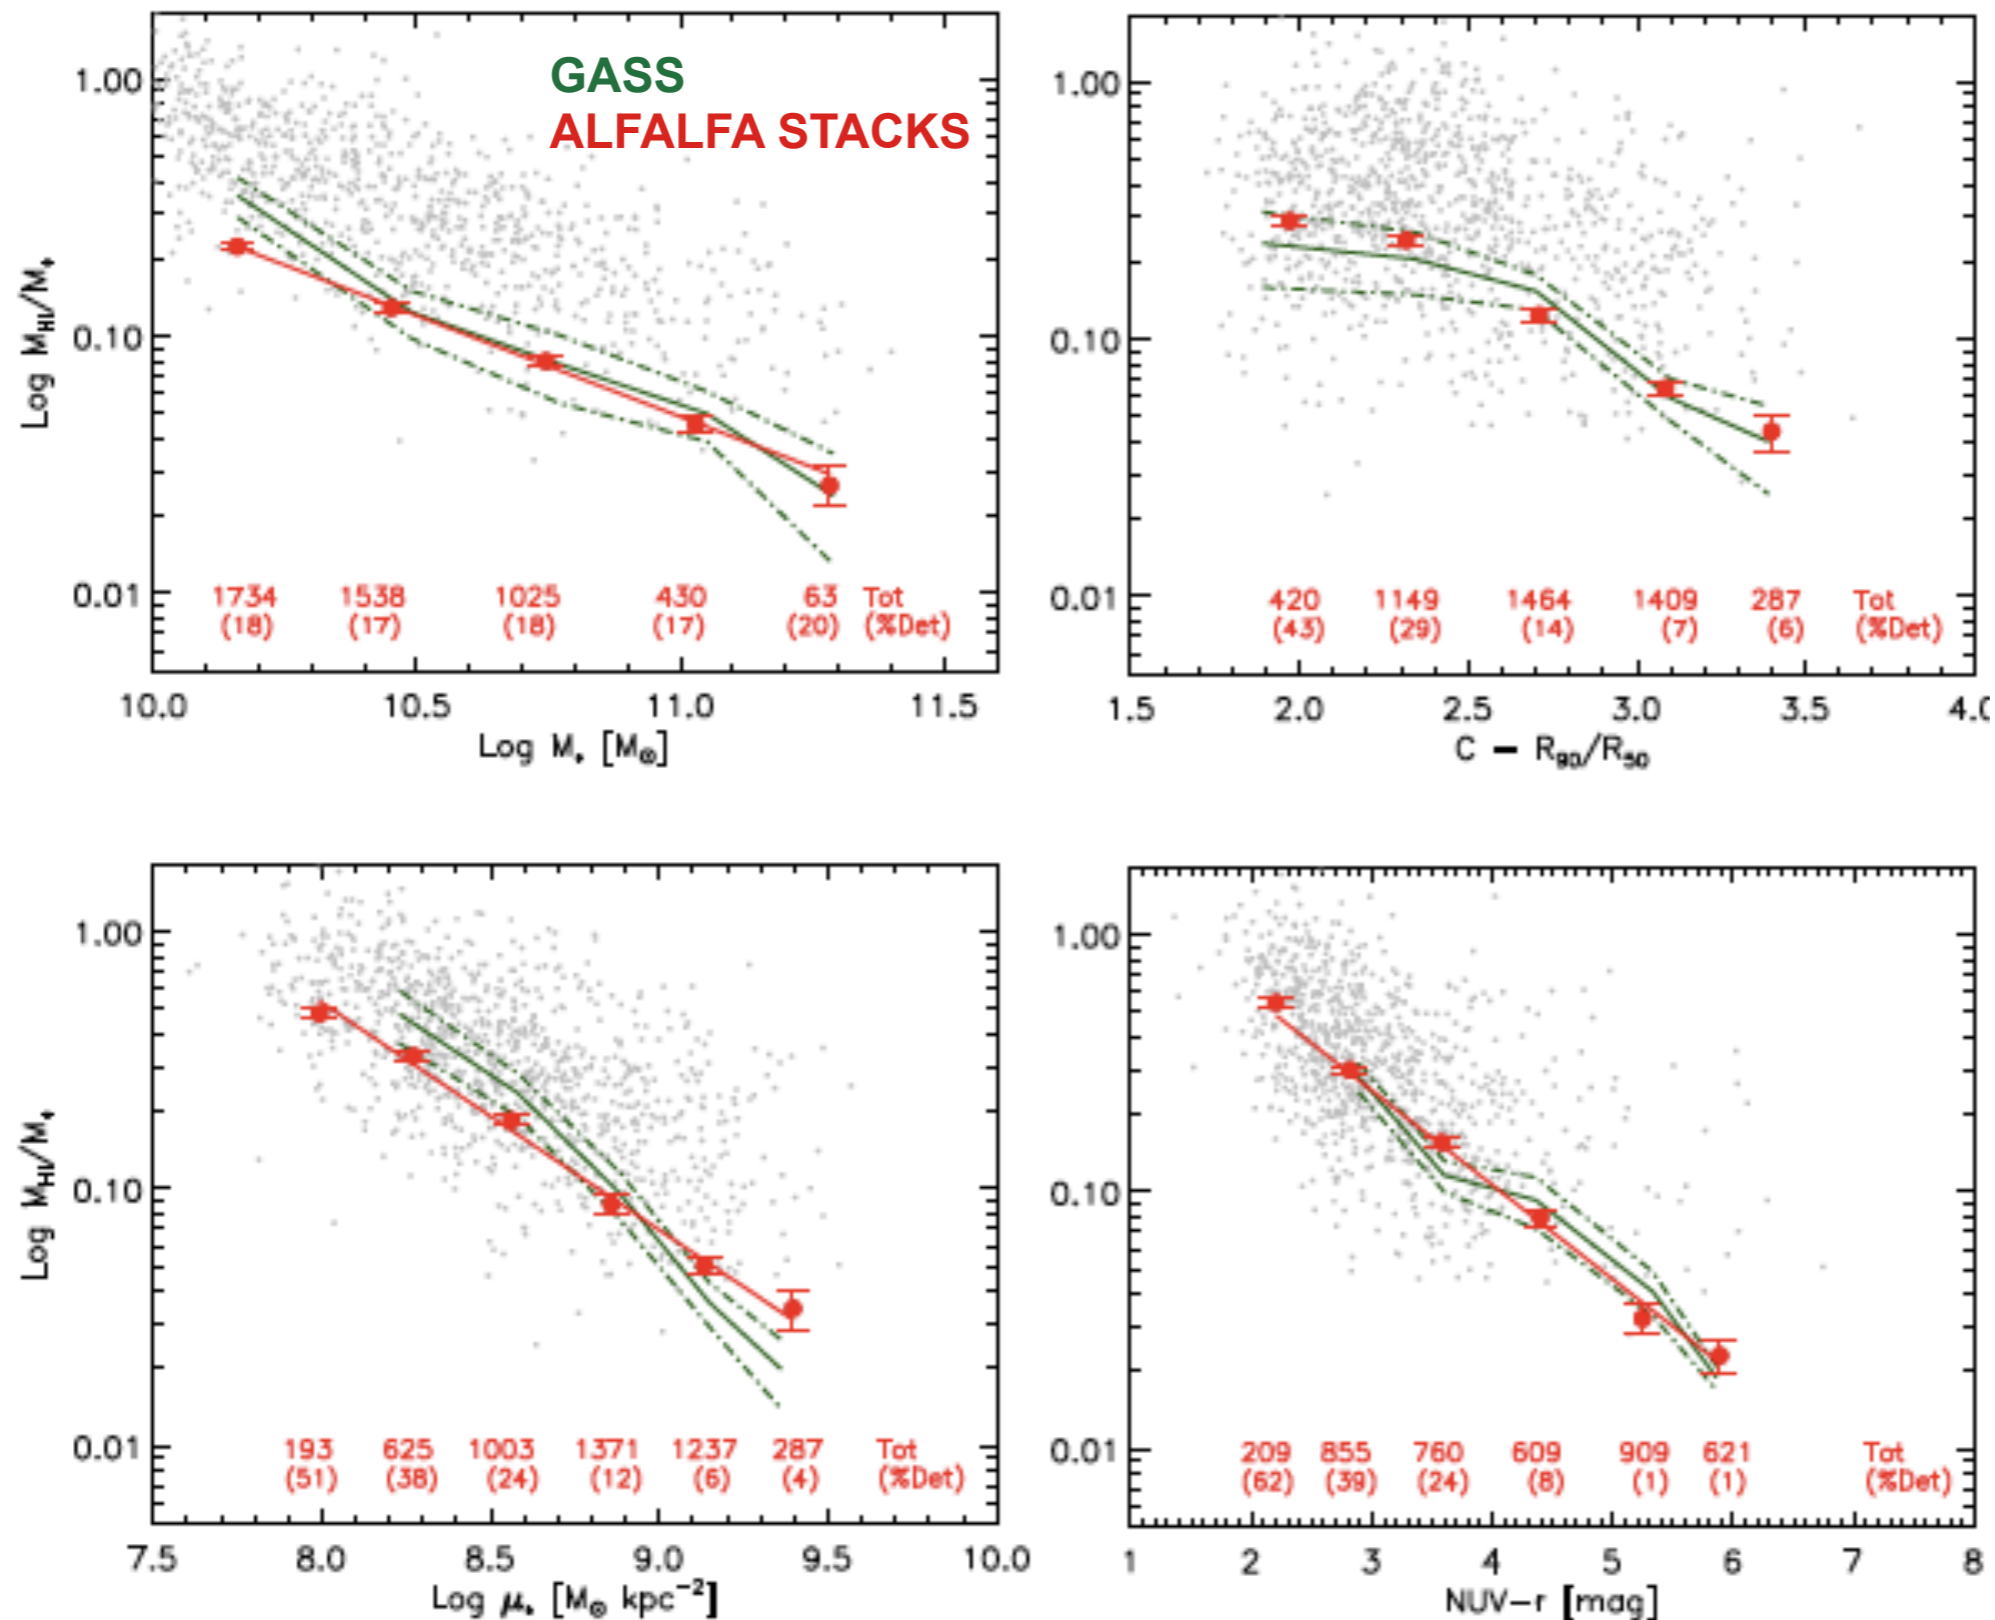 GASS
ALFALFA STACKS
1.00
0.10
0.01
Log M_HI/M_*
1734 1538 1025 430 63 Tot
(18) (17) (18) (17) (20) (%Det)
10.0 10.5 11.0 11.5
Log M_* [M_⊙]
1.00
0.10
0.01
420 1149 1464 1409 287 Tot
(43) (29) (14) (7) (6) (%Det)
1.5 2.0 2.5 3.0 3.5 4.0
C - R_90/R_50
1.00
0.10
0.01
Log M_HI/M_*
193 625 1003 1371 1237 287 Tot
(51) (38) (24) (12) (6) (4) (%Det)
7.5 8.0 8.5 9.0 9.5 10.0
Log μ_* [M_⊙ kpc⁻²]
1.00
0.10
0.01
209 855 760 609 909 621 Tot
(62) (39) (24) (8) (1) (1) (%Det)
1 2 3 4 5 6 7 8
NUV-r [mag]